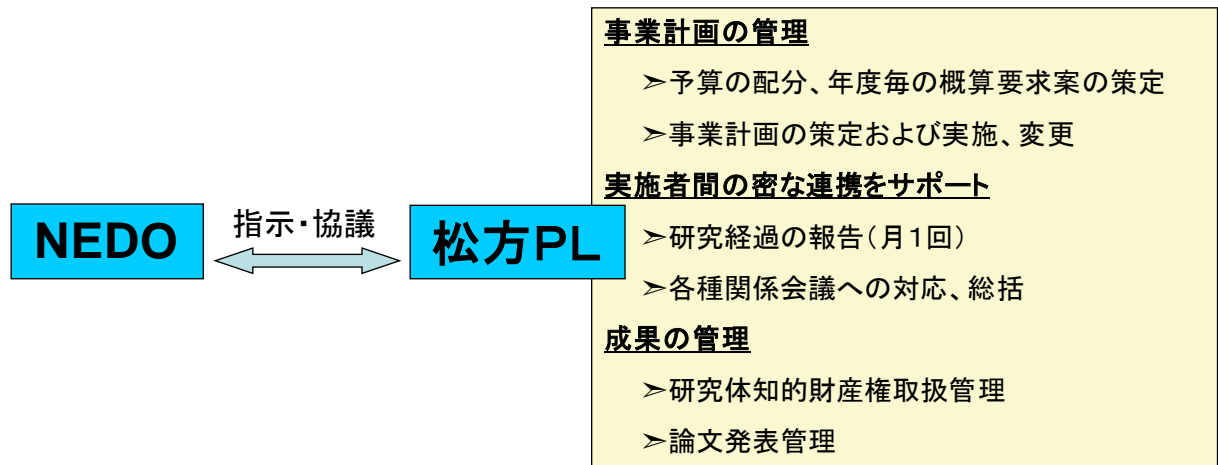 NEDO
指示・協議
松方PL
事業計画の管理
➣予算の配分、年度毎の概算要求案の策定
➣事業計画の策定および実施、変更
実施者間の密な連携をサポート
➣研究経過の報告(月1回)
➣各種関係会議への対応、総括
成果の管理
➣研究体知的財産権取扱管理
➣論文発表管理